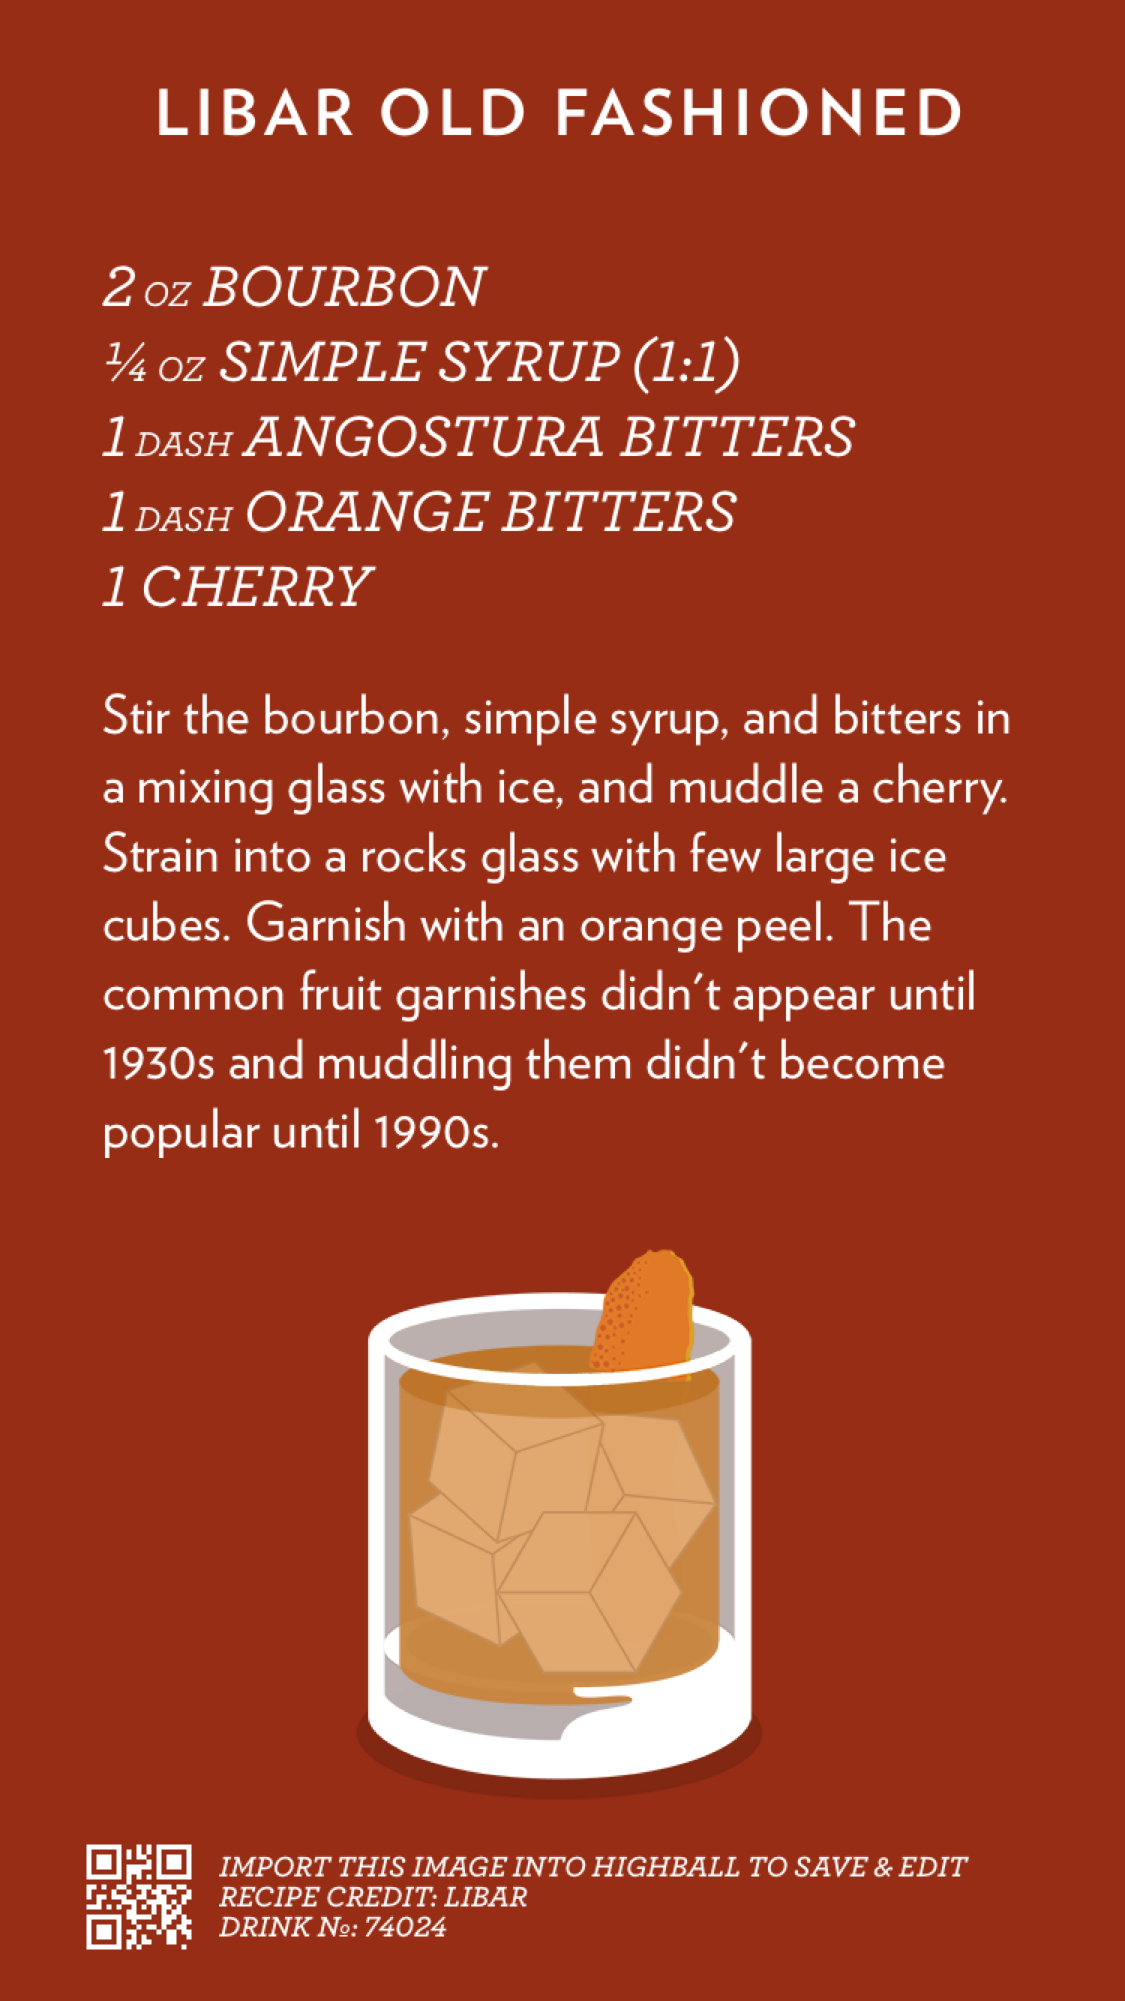 LIBAR OLD FASHIONED
2 OZ BOURBON
¼ OZ SIMPLE SYRUP (1:1)
1 DASH ANGOSTURA BITTERS
1 DASH ORANGE BITTERS
1 CHERRY
Stir the bourbon, simple syrup, and bitters in
a mixing glass with ice, and muddle a cherry.
Strain into a rocks glass with few large ice
cubes. Garnish with an orange peel. The
common fruit garnishes didn't appear until
1930s and muddling them didn't become
popular until 1990s.
IMPORT THIS IMAGE INTO HIGHBALL TO SAVE & EDIT
RECIPE CREDIT: LIBAR
DRINK №: 74024